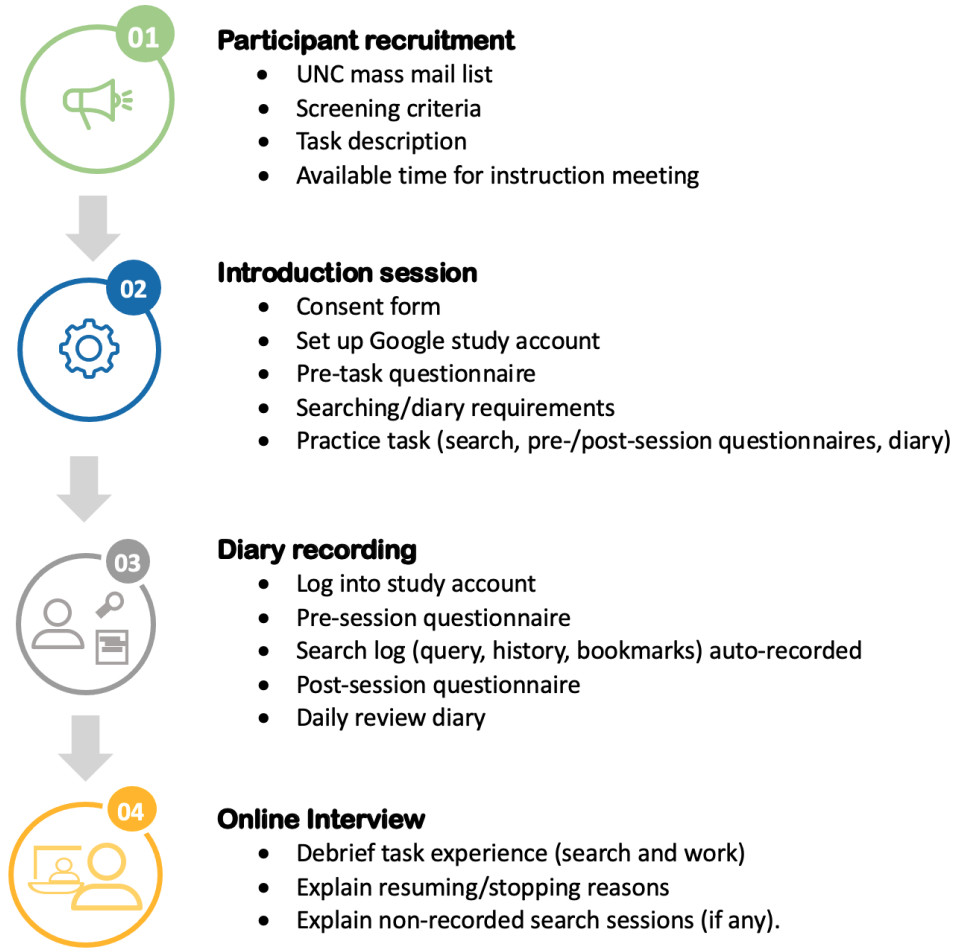 01
Participant recruitment
• UNC mass mail list
• Screening criteria
• Task description
• Available time for instruction meeting
02
Introduction session
• Consent form
• Set up Google study account
• Pre-task questionnaire
• Searching/diary requirements
• Practice task (search, pre-/post-session questionnaires, diary)
03
Diary recording
• Log into study account
• Pre-session questionnaire
• Search log (query, history, bookmarks) auto-recorded
• Post-session questionnaire
• Daily review diary
04
Online Interview
• Debrief task experience (search and work)
• Explain resuming/stopping reasons
• Explain non-recorded search sessions (if any).